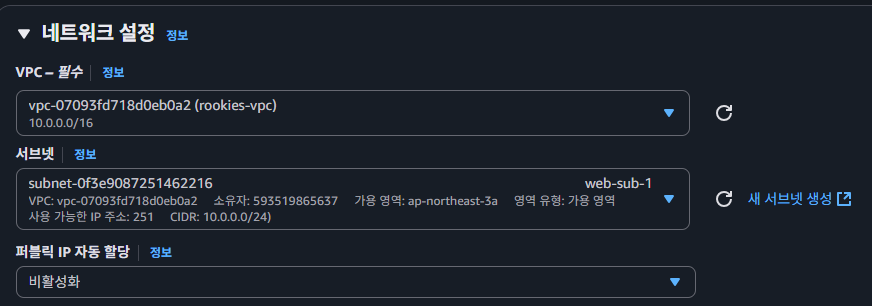 네트워크 설정 정보
VPC – 필수 정보
vpc-07093fd718d0eb0a2 (rookies-vpc)
10.0.0.0/16
서브넷 정보
subnet-0f3e9087251462216 web-sub-1
VPC: vpc-07093fd718d0eb0a2 소유자: 593519865637 가용 영역: ap-northeast-3a 영역 유형: 가용 영역
사용 가능한 IP 주소: 251 CIDR: 10.0.0.0/24)
새 서브넷 생성
퍼블릭 IP 자동 할당 정보
비활성화